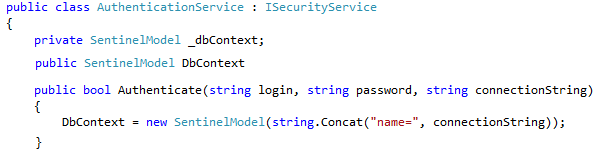 public class AuthenticationService : ISecurityService
{
private SentinelModel _dbContext;
public SentinelModel DbContext
public bool Authenticate(string login, string password, string connectionString)
{
DbContext = new SentinelModel(string.Concat("name=", connectionString));
}